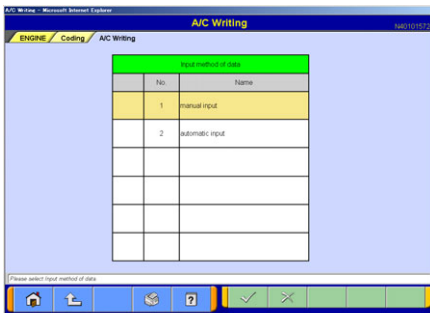 A/C Writing - Microsoft Internet Explorer
A/C Writing
N40101572
ENGINE Coding A/C Writing
Input method of data
No Name
1 manual input
2 automatic input
Please select input method of data
?